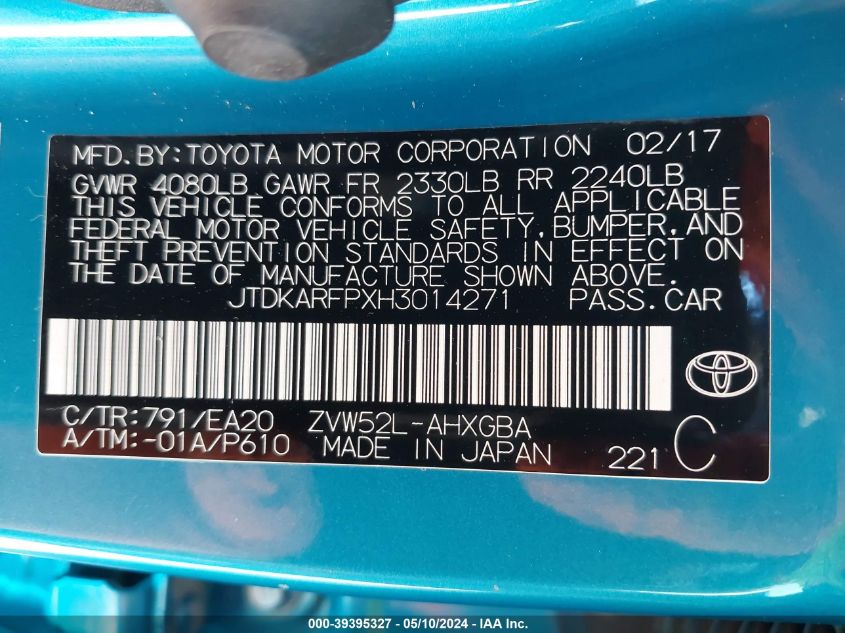 MFD.BY:TOYOTA MOTOR CORPORATION 02/17
GVWR 4080LB GAWR FR 2330LB RR 2240LB
THIS VEHICLE CONFORMS TO ALL APPLICABLE
FEDERAL MOTOR VEHICLE SAFETY,BUMPER,AND
THEFT PREVENTION STANDARDS IN EFFECT ON
THE DATE OF MANUFACTURE SHOWN ABOVE.
JTDKARFPXH3014271 PASS.CAR
C/TR:791/EA20 ZVW52L-AHXGBA
A/TM:-01A/P610 MADE IN JAPAN 221 C
000-39395327 - 05/10/2024 - IAA Inc.